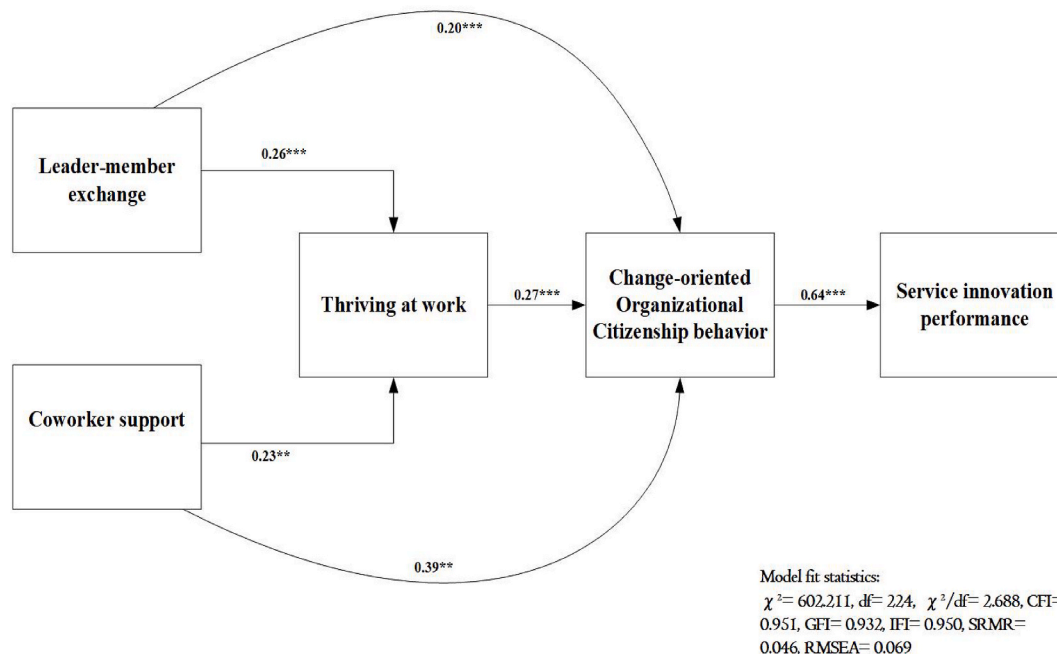 0.20***
Leader-member
exchange
0.26***
Thriving at work
0.27***
Change-oriented
Organizational
Citizenship behavior
0.64***
Service innovation
performance
Coworker support
0.23**
0.39**
Model fit statistics:
χ²= 602.211, df= 224, χ²/df= 2.688, CFI=
0.951, GFI= 0.932, IFI= 0.950, SRMR=
0.046, RMSEA= 0.069